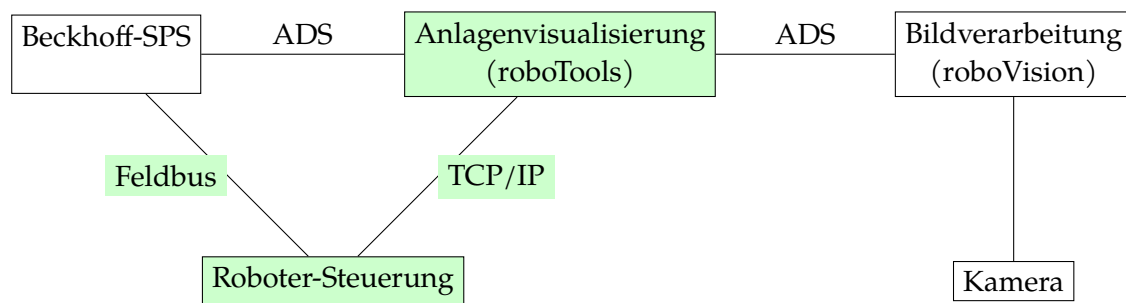 Beckhoff-SPS
ADS
Anlagenvisualisierung
(roboTools)
ADS
Bildverarbeitung
(roboVision)
Feldbus
TCP/IP
Roboter-Steuerung
Kamera